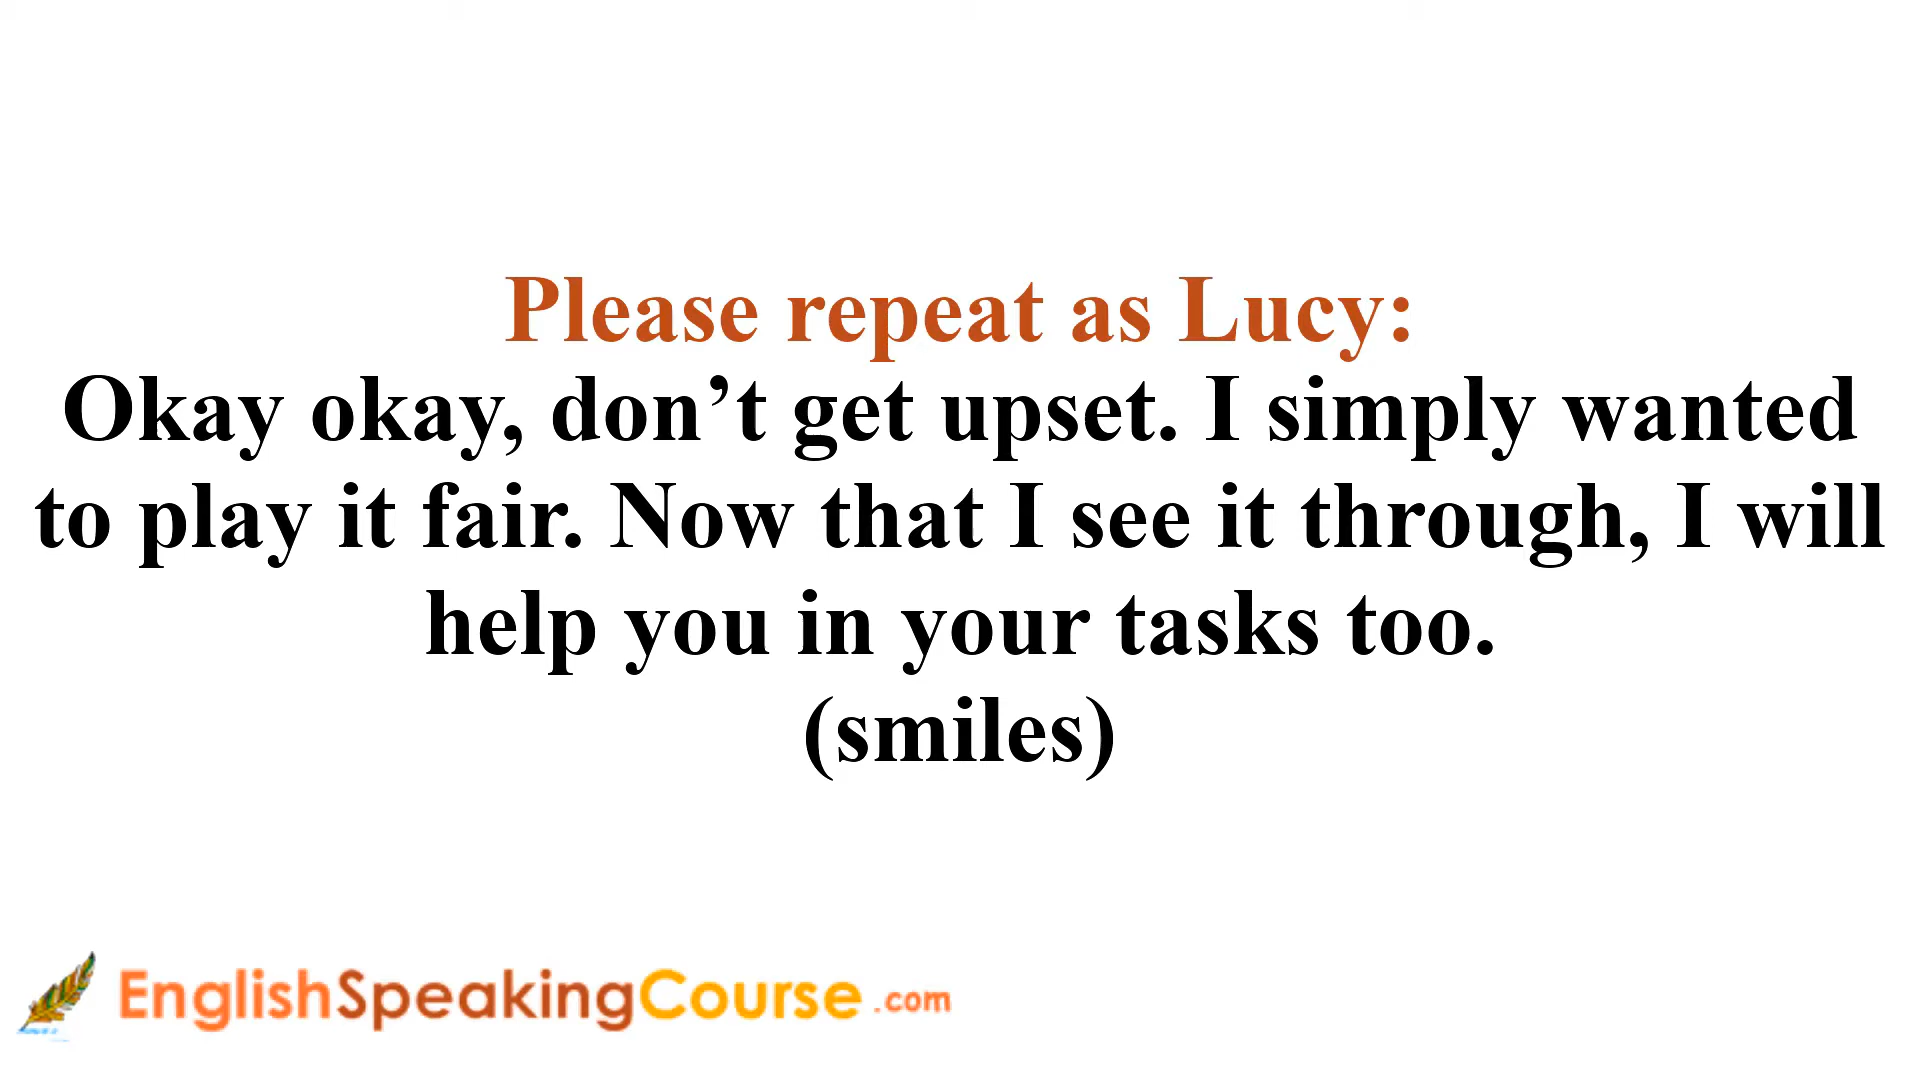 Please repeat as Lucy:
Okay okay, don’t get upset. I simply wanted
to play it fair. Now that I see it through, I will
help you in your tasks too.
(smiles)
EnglishSpeakingCourse.com